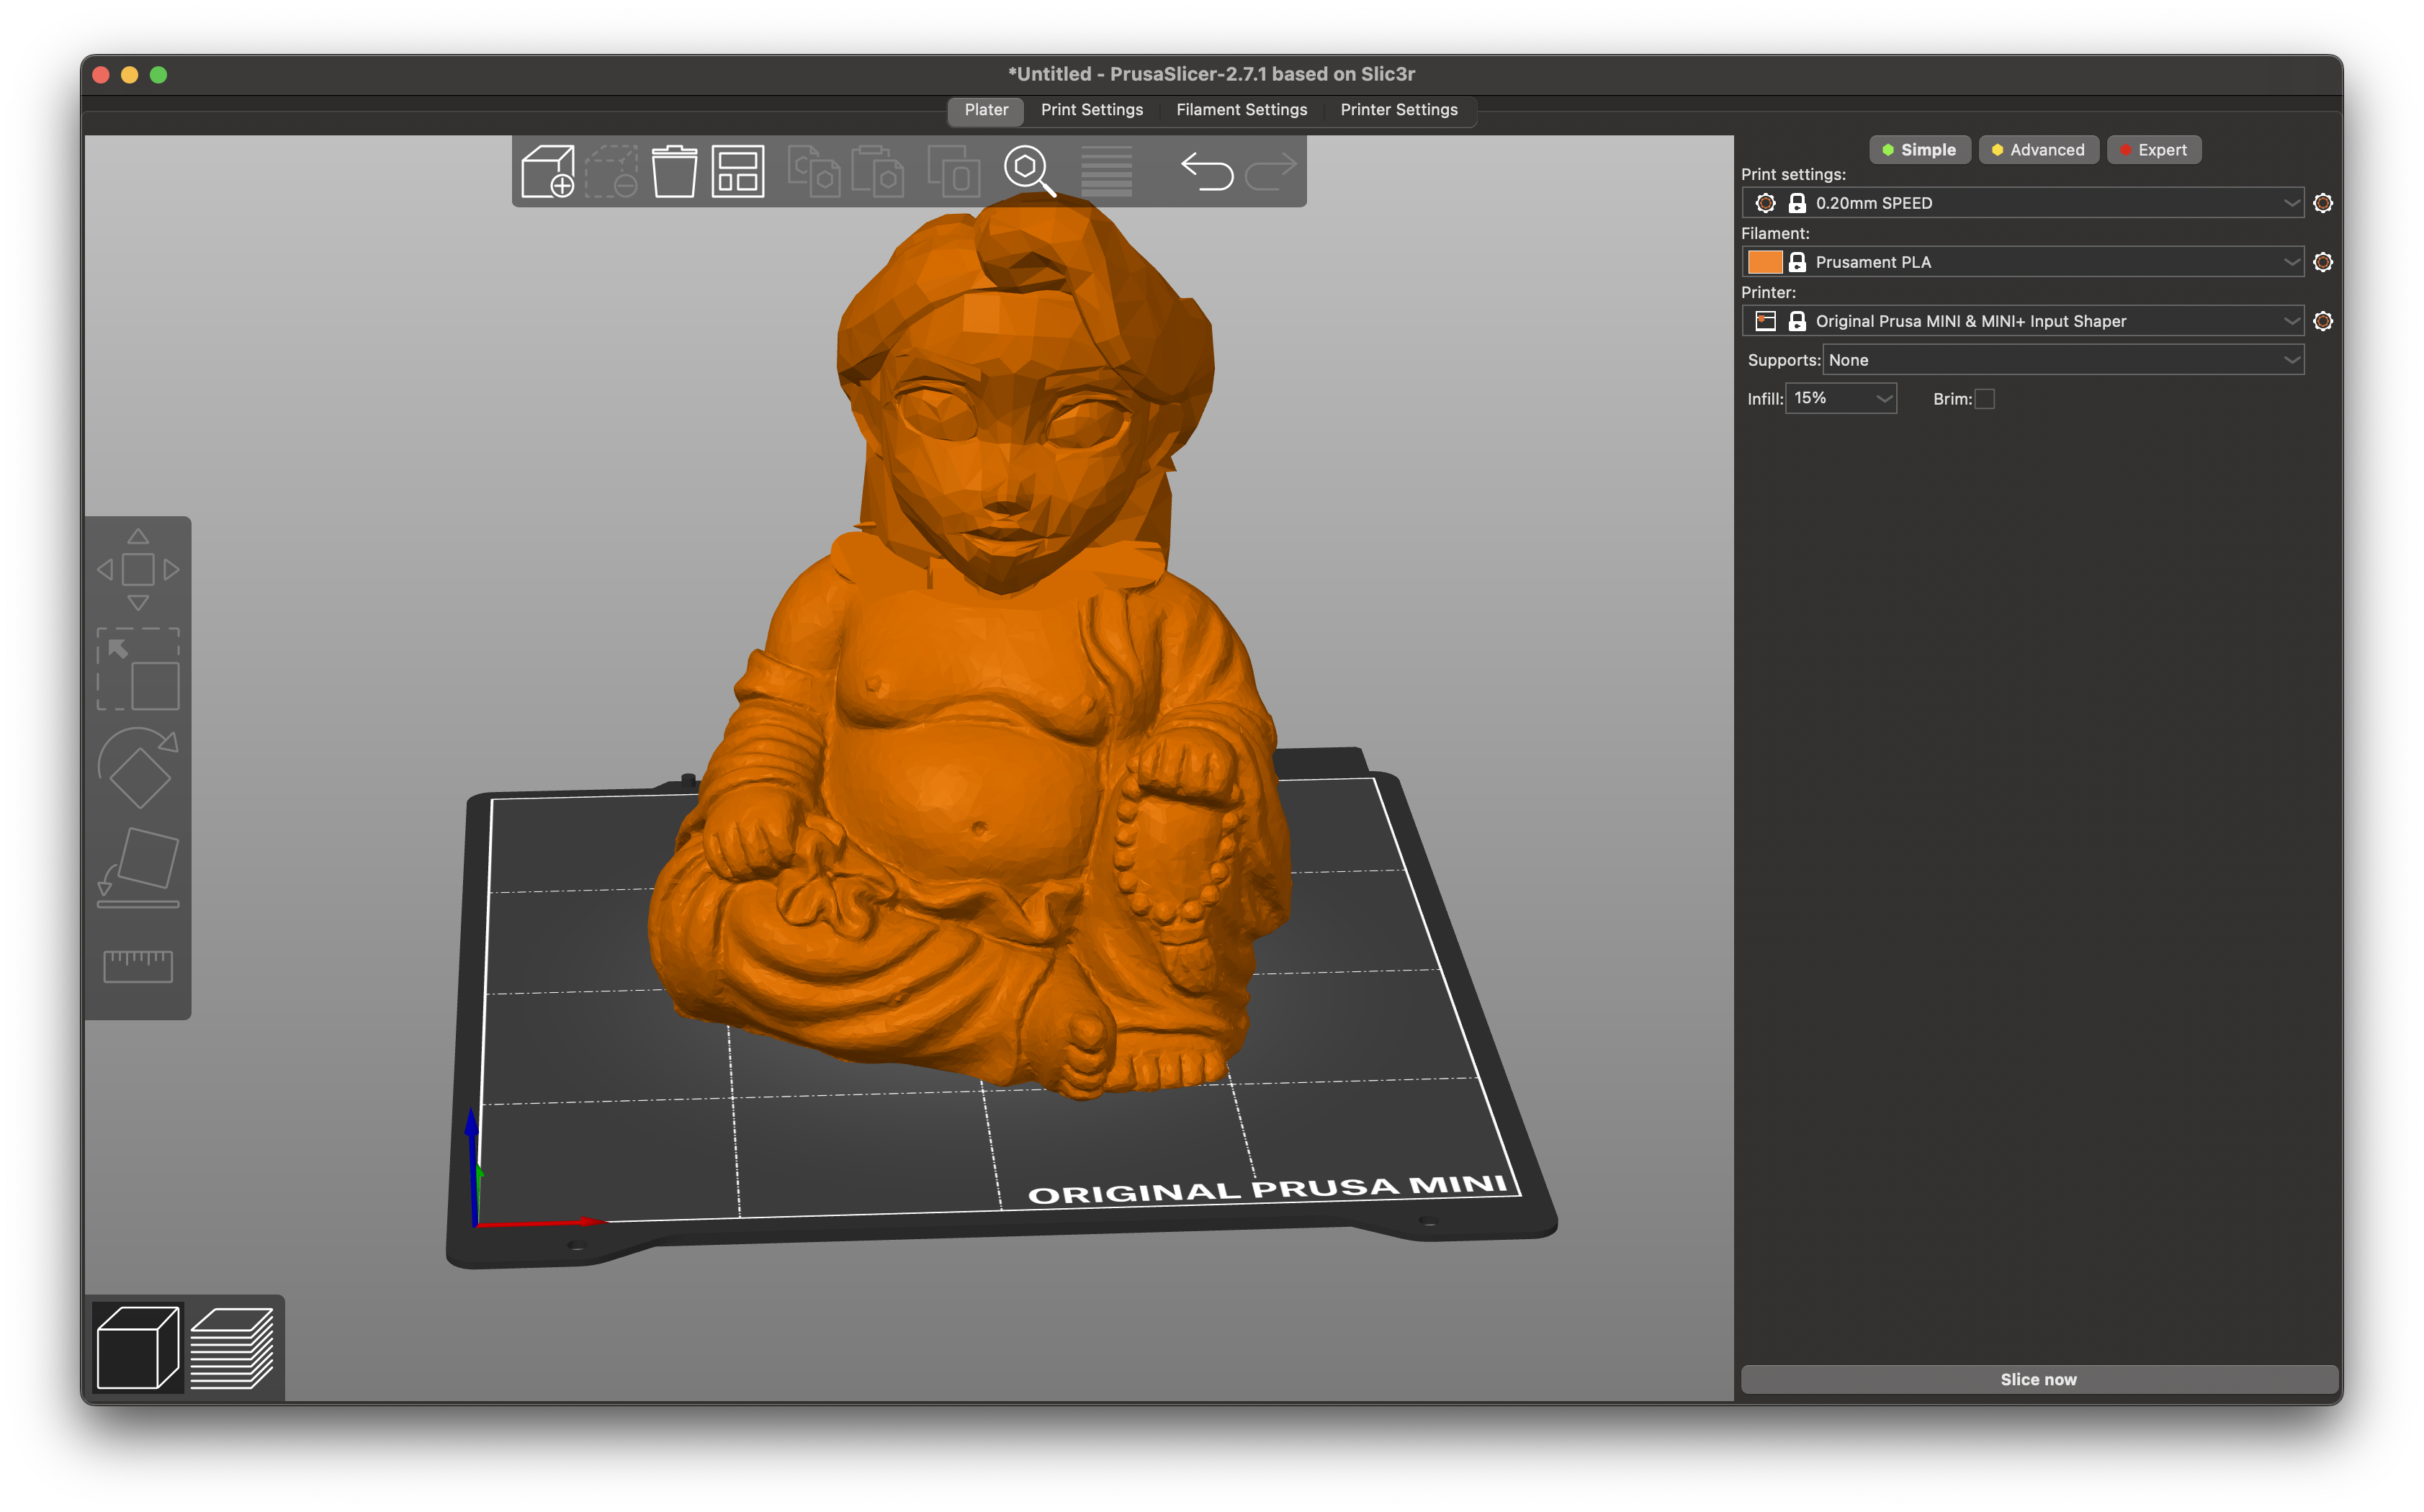 *Untitled - PrusaSlicer-2.7.1 based on Slic3r
Plater Print Settings Filament Settings Printer Settings
Simple Advanced Expert
Print settings:
0.20mm SPEED
Filament:
Prusament PLA
Printer:
Original Prusa MINI & MINI+ Input Shaper
Supports: None
Infill: 15% Brim:
ORIGINAL PRUSA MINI
Slice now